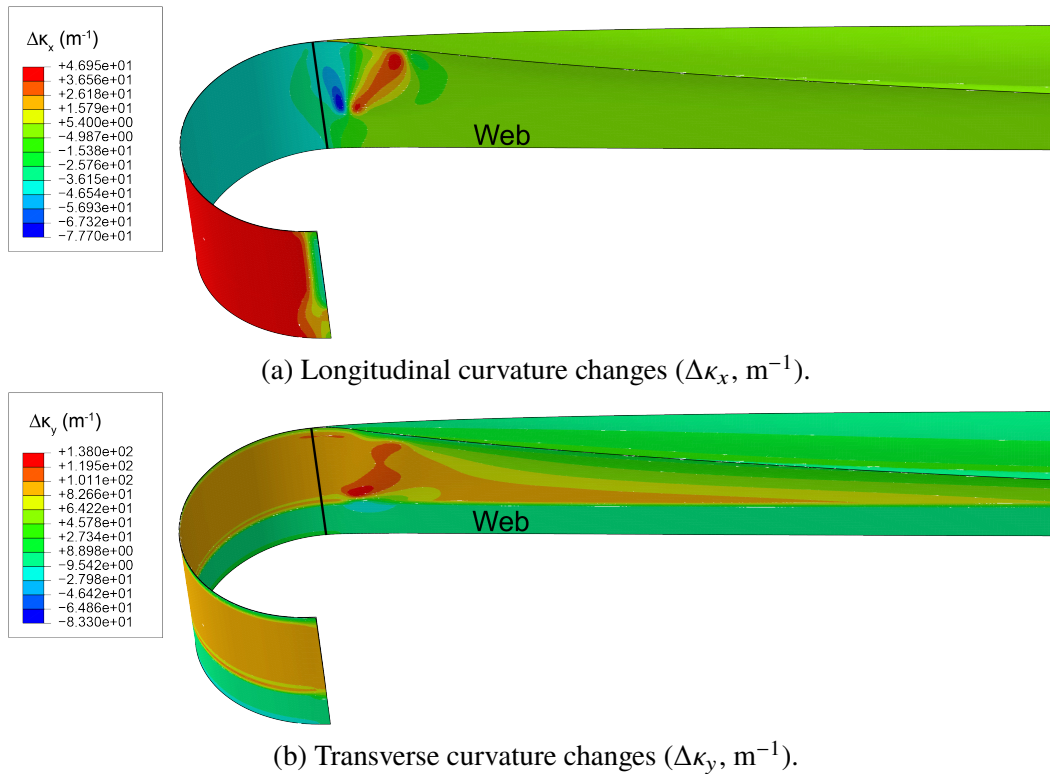 Δκx (m-1)
+4.695e+01
+3.656e+01
+2.618e+01
+1.579e+01
+5.400e+00
−4.987e+00
−1.538e+01
−2.576e+01
−3.615e+01
−4.654e+01
−5.693e+01
−6.732e+01
−7.770e+01
Web
(a) Longitudinal curvature changes (Δκx, m−1).
Δκy (m-1)
+1.380e+02
+1.195e+02
+1.011e+02
+8.266e+01
+6.422e+01
+4.578e+01
+2.734e+01
+8.898e+00
−9.542e+00
−2.798e+01
−4.642e+01
−6.486e+01
−8.330e+01
Web
(b) Transverse curvature changes (Δκy, m−1).